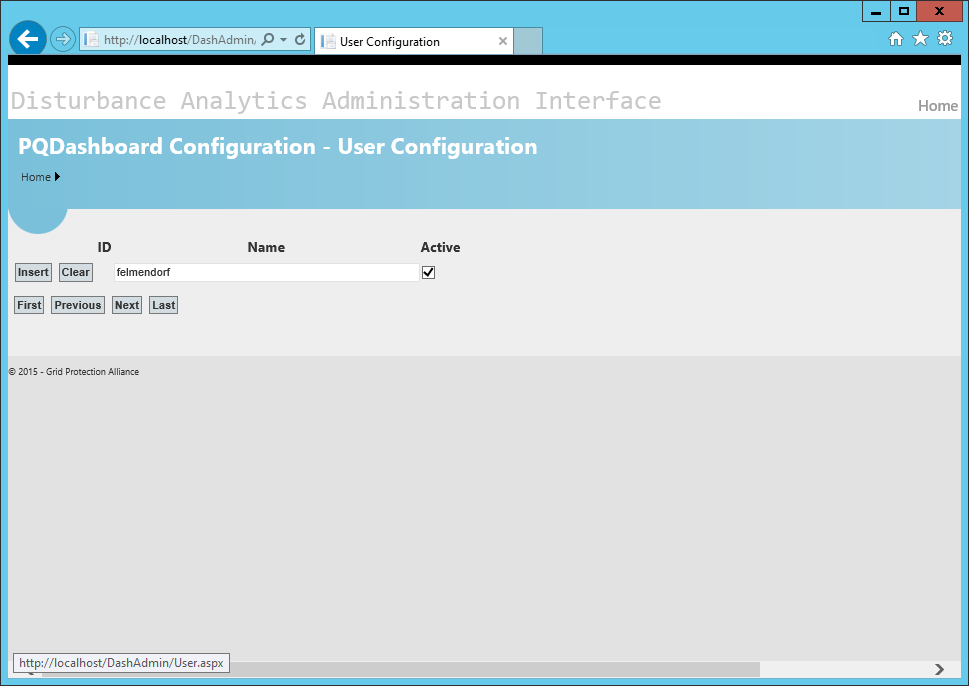 http://localhost/DashAdmin/
User Configuration
Disturbance Analytics Administration Interface
Home
PQDashboard Configuration - User Configuration
Home
ID Name Active
Insert Clear felmendorf
First Previous Next Last
© 2015 - Grid Protection Alliance
http://localhost/DashAdmin/User.aspx